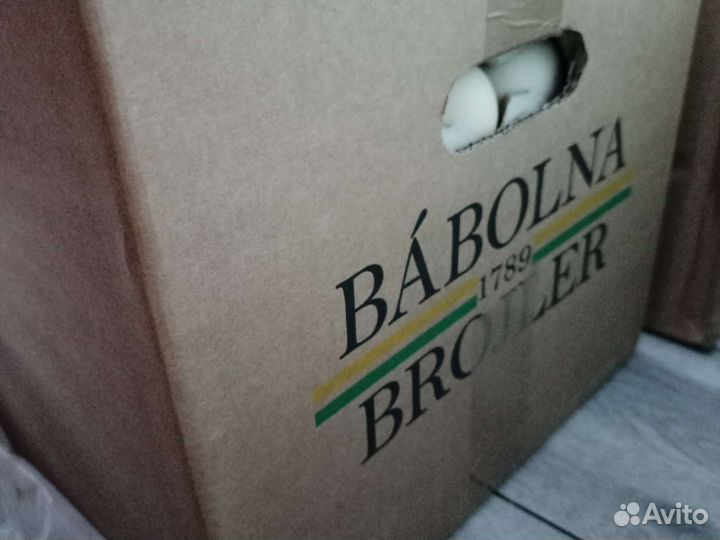 BÁBOLNA
1789
BROILER
Avito